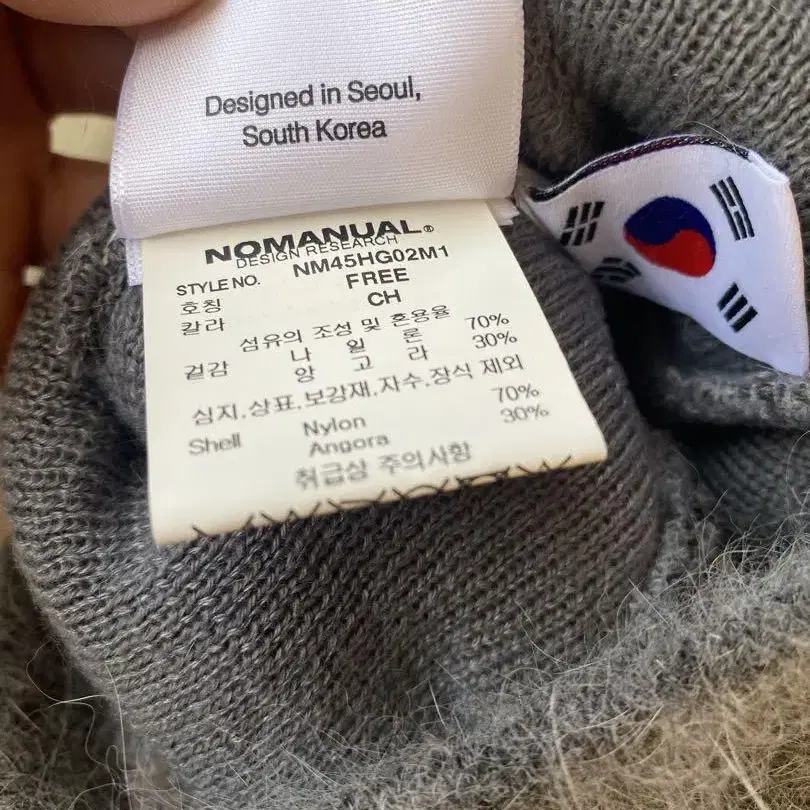 Designed in Seoul,
South Korea
NOMANUAL®
DESIGN RESEARCH
STYLE NO. NM45HG02M1
호칭 FREE
칼라 CH
섬유의 조성 및 혼용율
겉감 나 일 론 70%
앙 고 라 30%
심지.상표.보강재.자수.장식 제외
Shell Nylon 70%
Angora 30%
취급상 주의사항